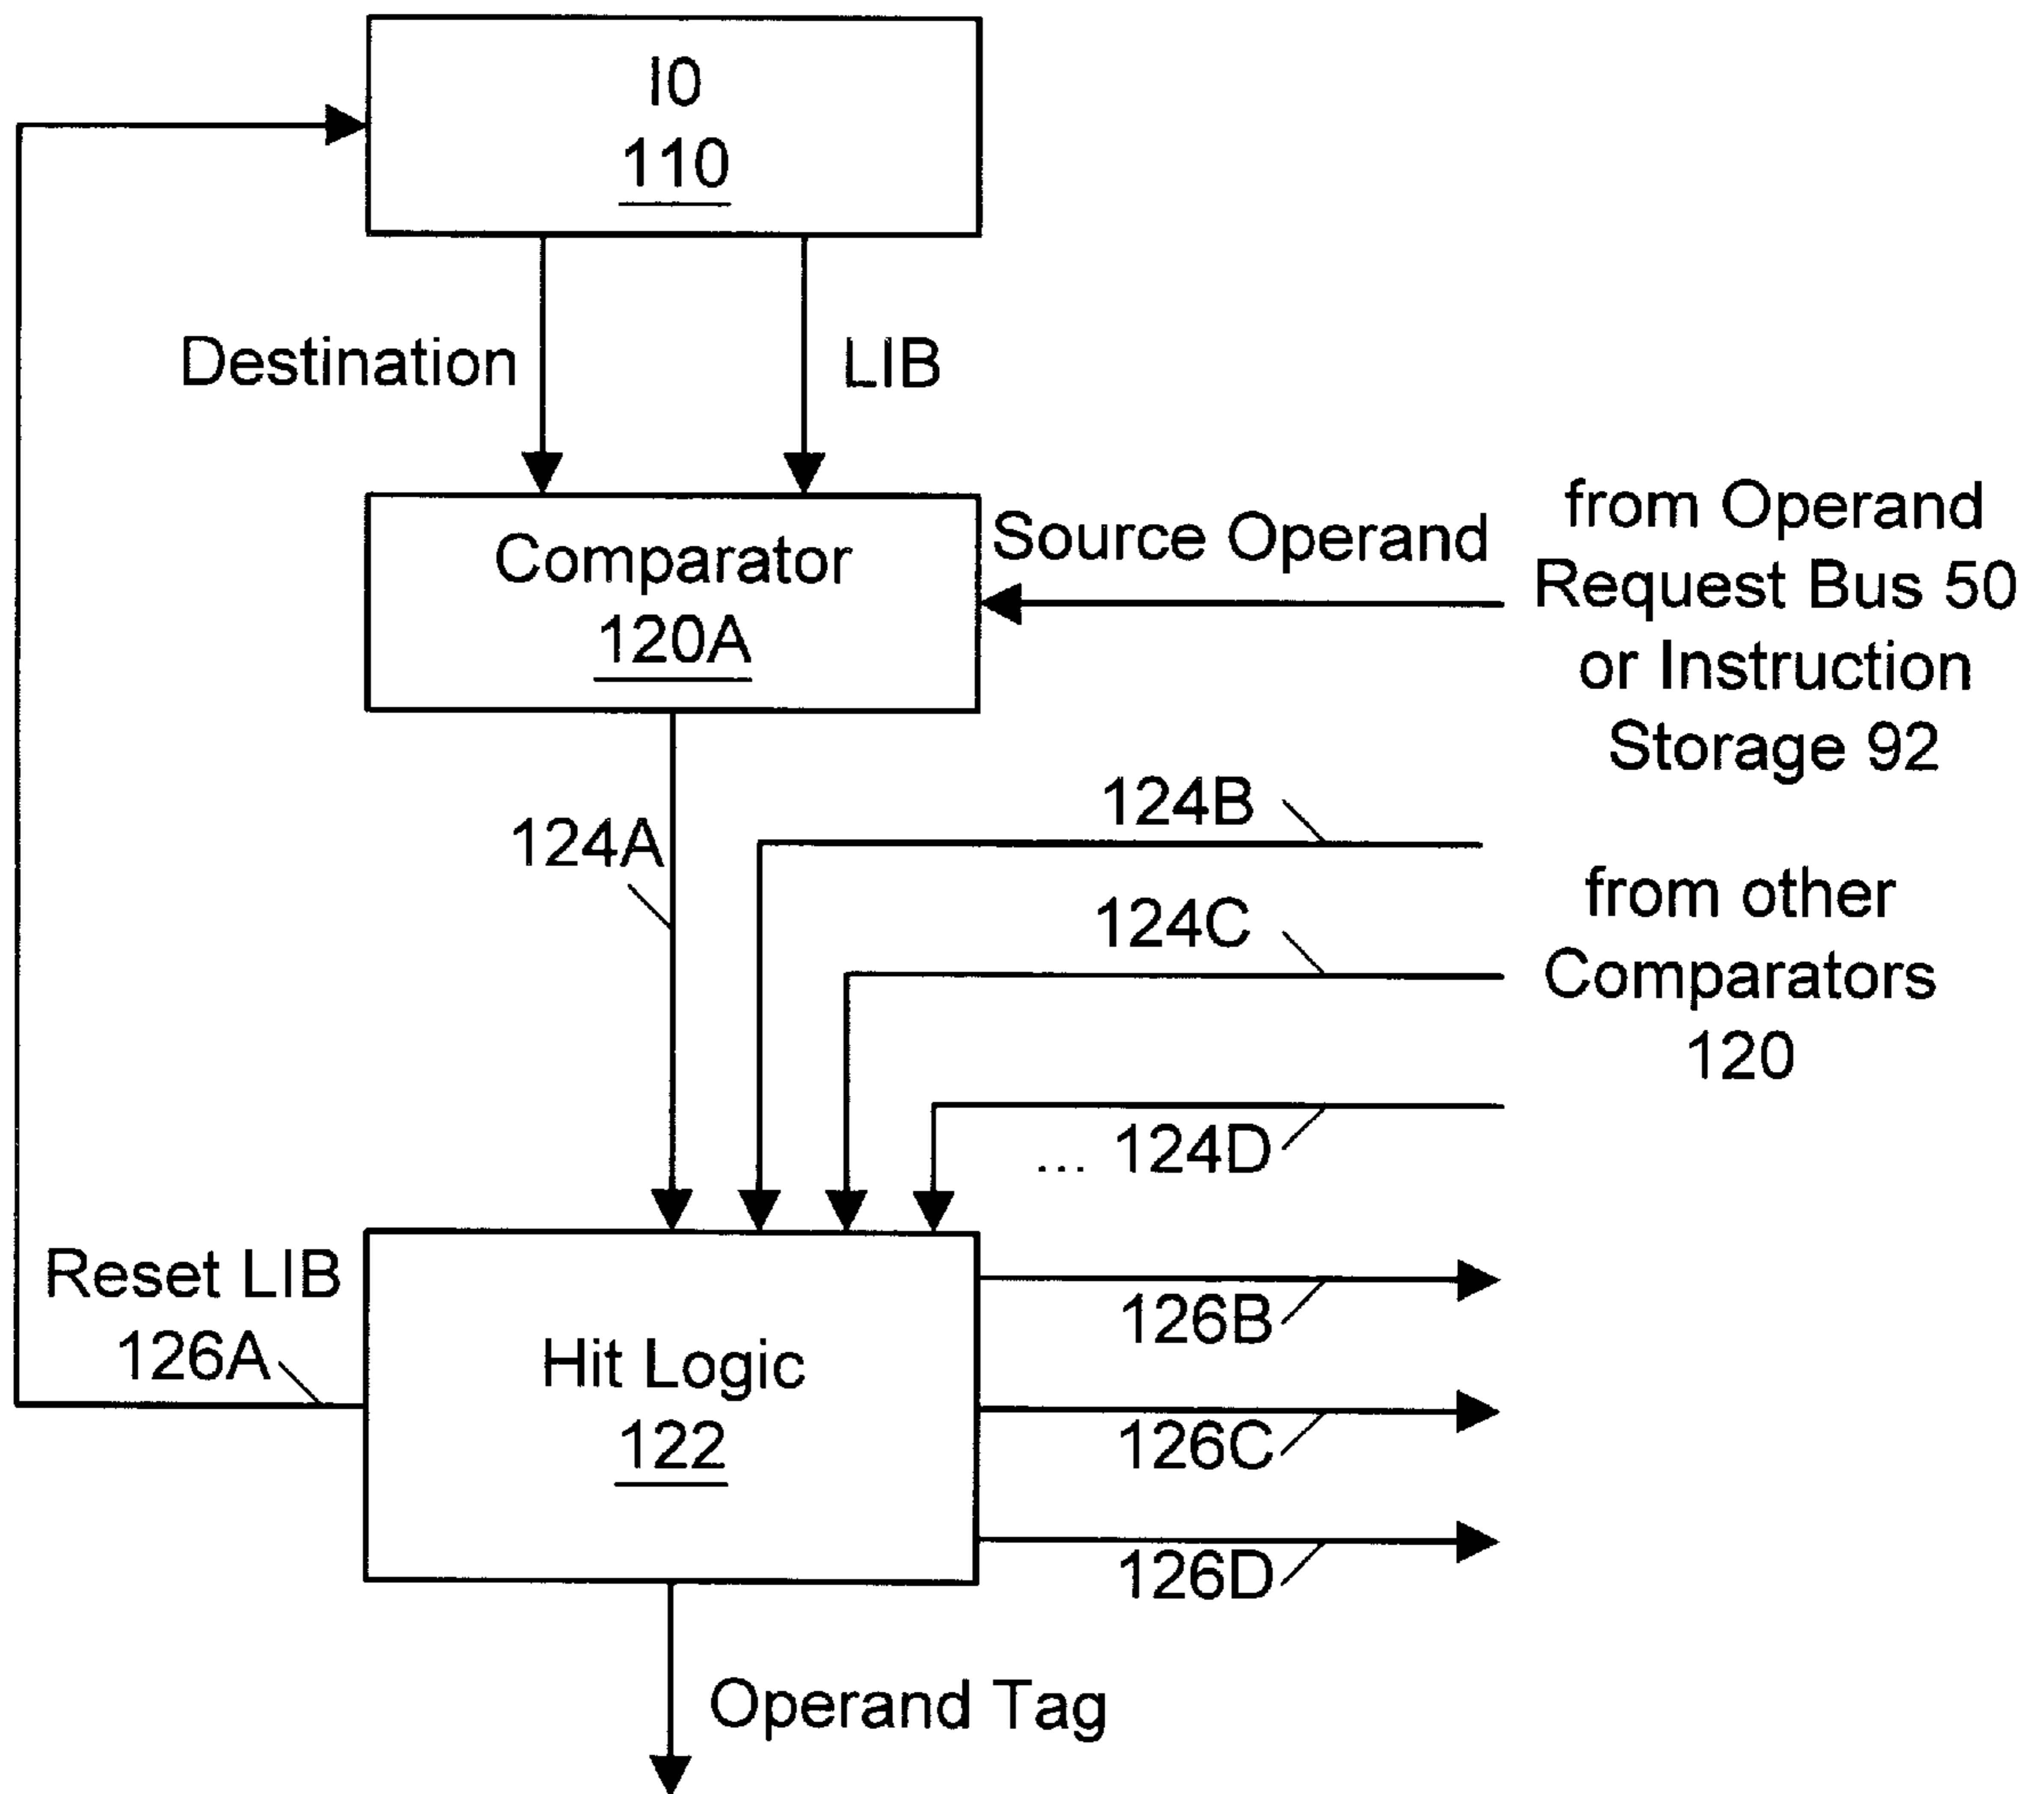 I0
110
Destination
LIB
Comparator
120A
Source Operand
from Operand
Request Bus 50
or Instruction
Storage 92
124A
124B
124C
from other
Comparators
120
... 124D
Reset LIB
126A
Hit Logic
122
126B
126C
126D
Operand Tag